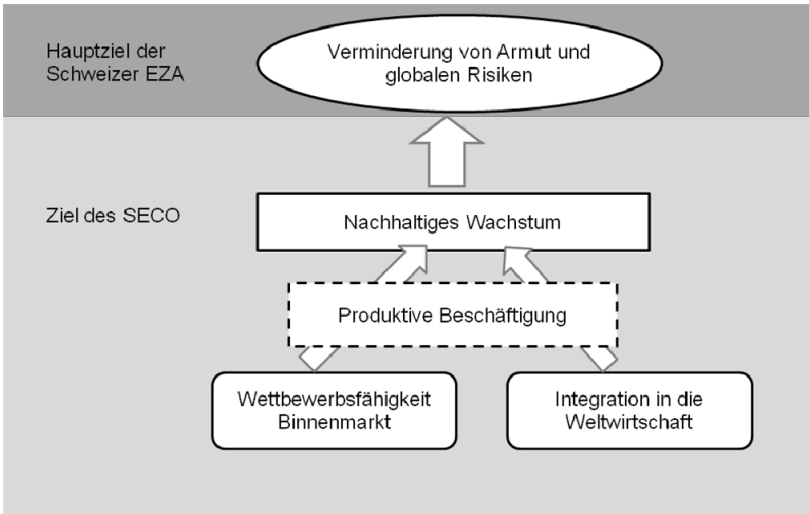 Hauptziel der
Schweizer EZA
Verminderung von Armut und
globalen Risiken
Ziel des SECO
Nachhaltiges Wachstum
Produktive Beschäftigung
Wettbewerbsfähigkeit
Binnenmarkt
Integration in die
Weltwirtschaft